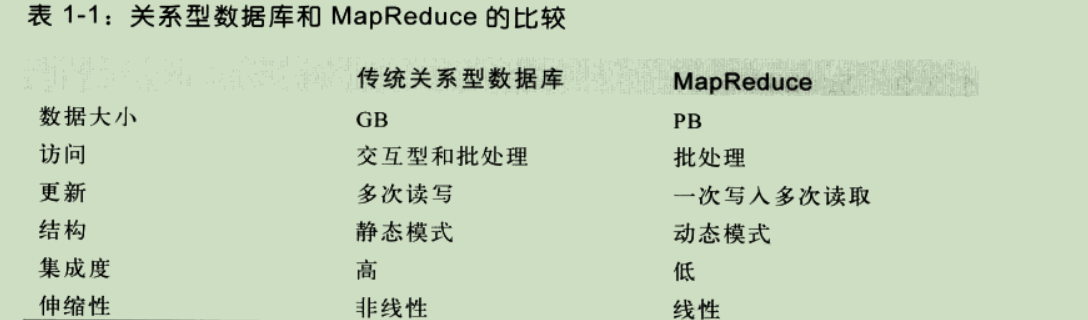 表 1-1：关系型数据库和 MapReduce 的比较
传统关系型数据库 MapReduce
数据大小 GB PB
访问 交互型和批处理 批处理
更新 多次读写 一次写入多次读取
结构 静态模式 动态模式
集成度 高 低
伸缩性 非线性 线性